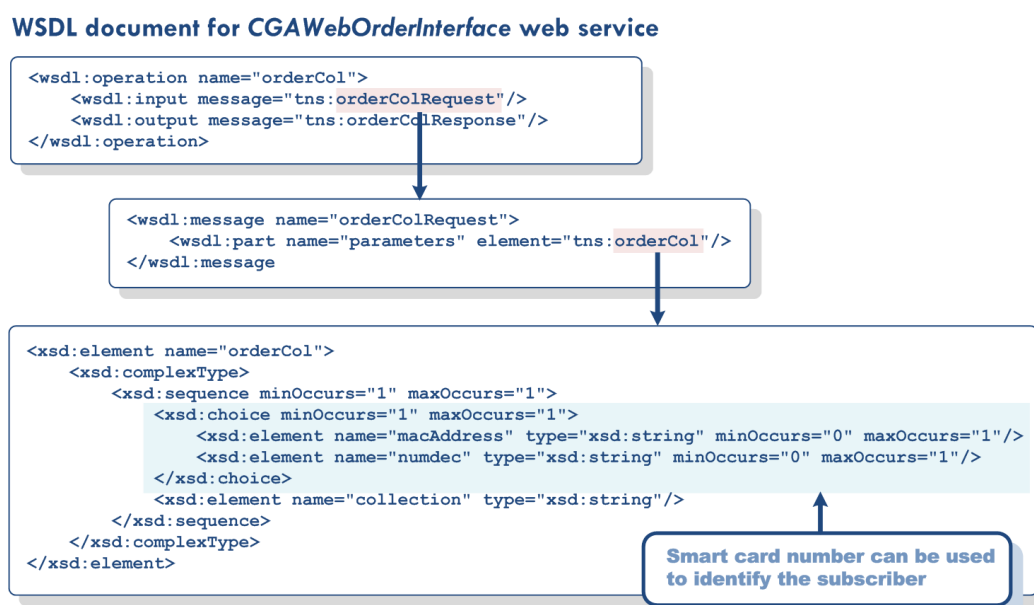 WSDL document for CGAWebOrderInterface web service
<wsdl:operation name="orderCol">
<wsdl:input message="tns:orderColRequest"/>
<wsdl:output message="tns:orderColResponse"/>
</wsdl:operation>
<wsdl:message name="orderColRequest">
<wsdl:part name="parameters" element="tns:orderCol"/>
</wsdl:message
<xsd:element name="orderCol">
<xsd:complexType>
<xsd:sequence minOccurs="1" maxOccurs="1">
<xsd:choice minOccurs="1" maxOccurs="1">
<xsd:element name="macAddress" type="xsd:string" minOccurs="0" maxOccurs="1"/>
<xsd:element name="numdec" type="xsd:string" minOccurs="0" maxOccurs="1"/>
</xsd:choice>
<xsd:element name="collection" type="xsd:string"/>
</xsd:sequence>
</xsd:complexType>
</xsd:element>
Smart card number can be used
to identify the subscriber